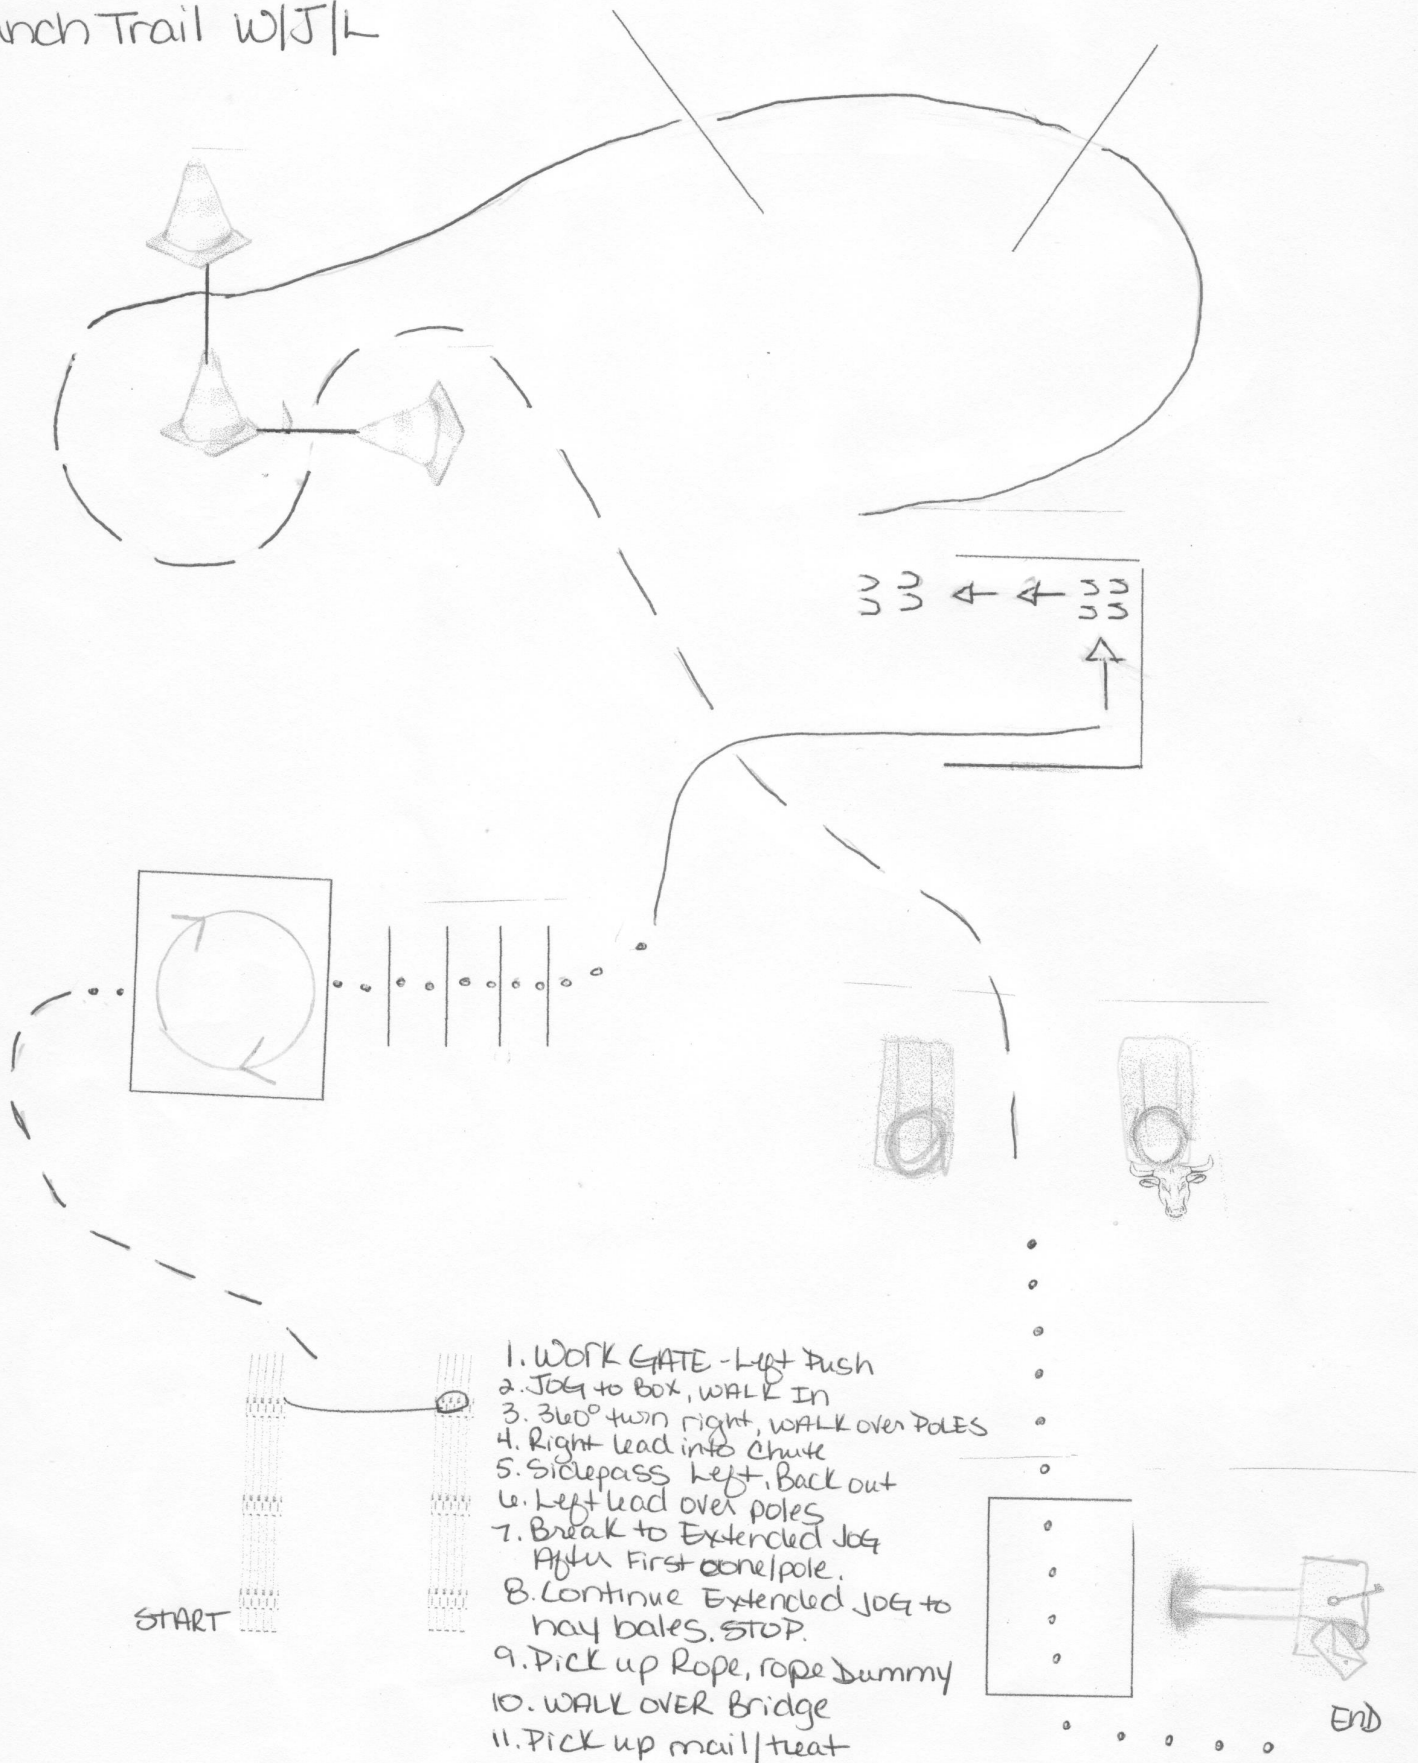 Trail W/J/L
1. Work GATE - Left Push
2. JOG to Box, WALK In
3. 360° turn right, WALK over POLES
4. Right lead into Chute
5. Sidepass Left, Back out
6. Left lead over poles
7. Break to Extended JOG
After First cone/pole.
8. Continue Extended JOG to
hay bales. STOP.
9. Pick up Rope, rope Dummy
10. WALK OVER Bridge
11. Pick up mail/treat
START
END